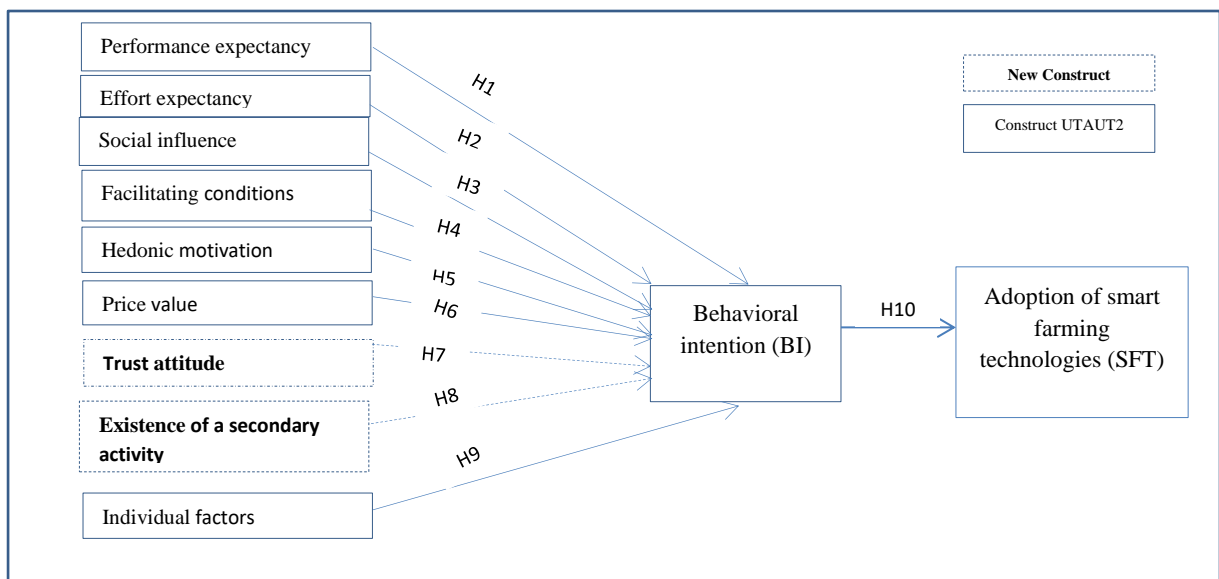 Performance expectancy
Effort expectancy
Social influence
Facilitating conditions
Hedonic motivation
Price value
Trust attitude
Existence of a secondary
activity
Individual factors
H1
H2
H3
H4
H5
H6
H7
H8
H9
Behavioral
intention (BI)
H10
Adoption of smart
farming
technologies (SFT)
New Construct
Construct UTAUT2